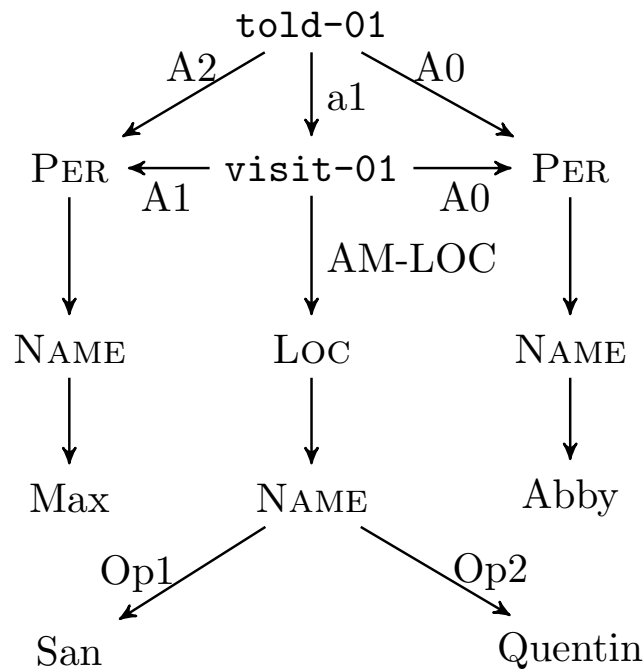 told-01
A2 A0
a1
PER visit-01 PER
A1 A0
AM-LOC
NAME LOC NAME
Max NAME Abby
Op1 Op2
San Quentin